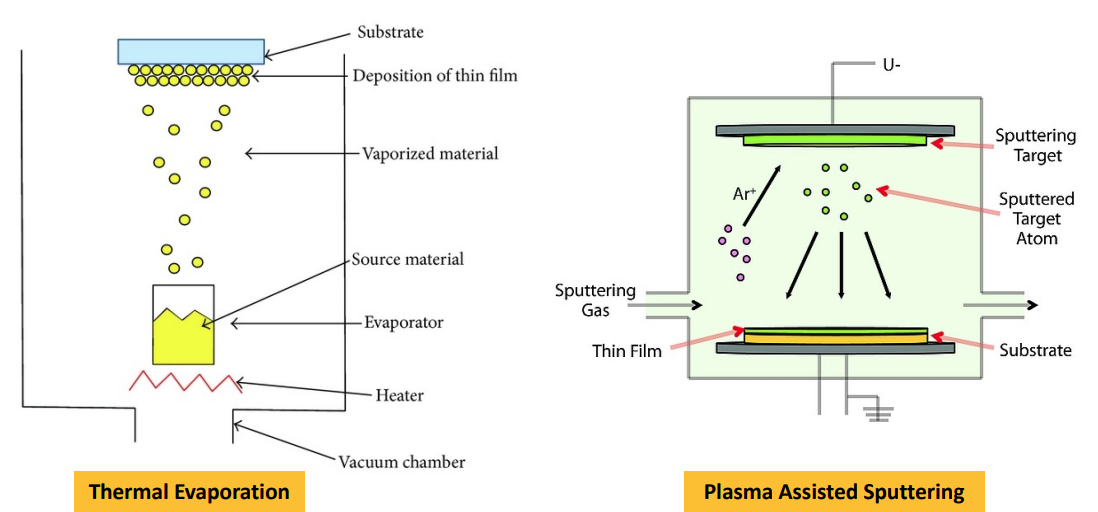 Substrate
Deposition of thin film
Vaporized material
Source material
Evaporator
Heater
Vacuum chamber
Thermal Evaporation
U-
Sputtering
Target
Ar⁺
Sputtered
Target
Atom
Sputtering
Gas
Thin Film
Substrate
Plasma Assisted Sputtering